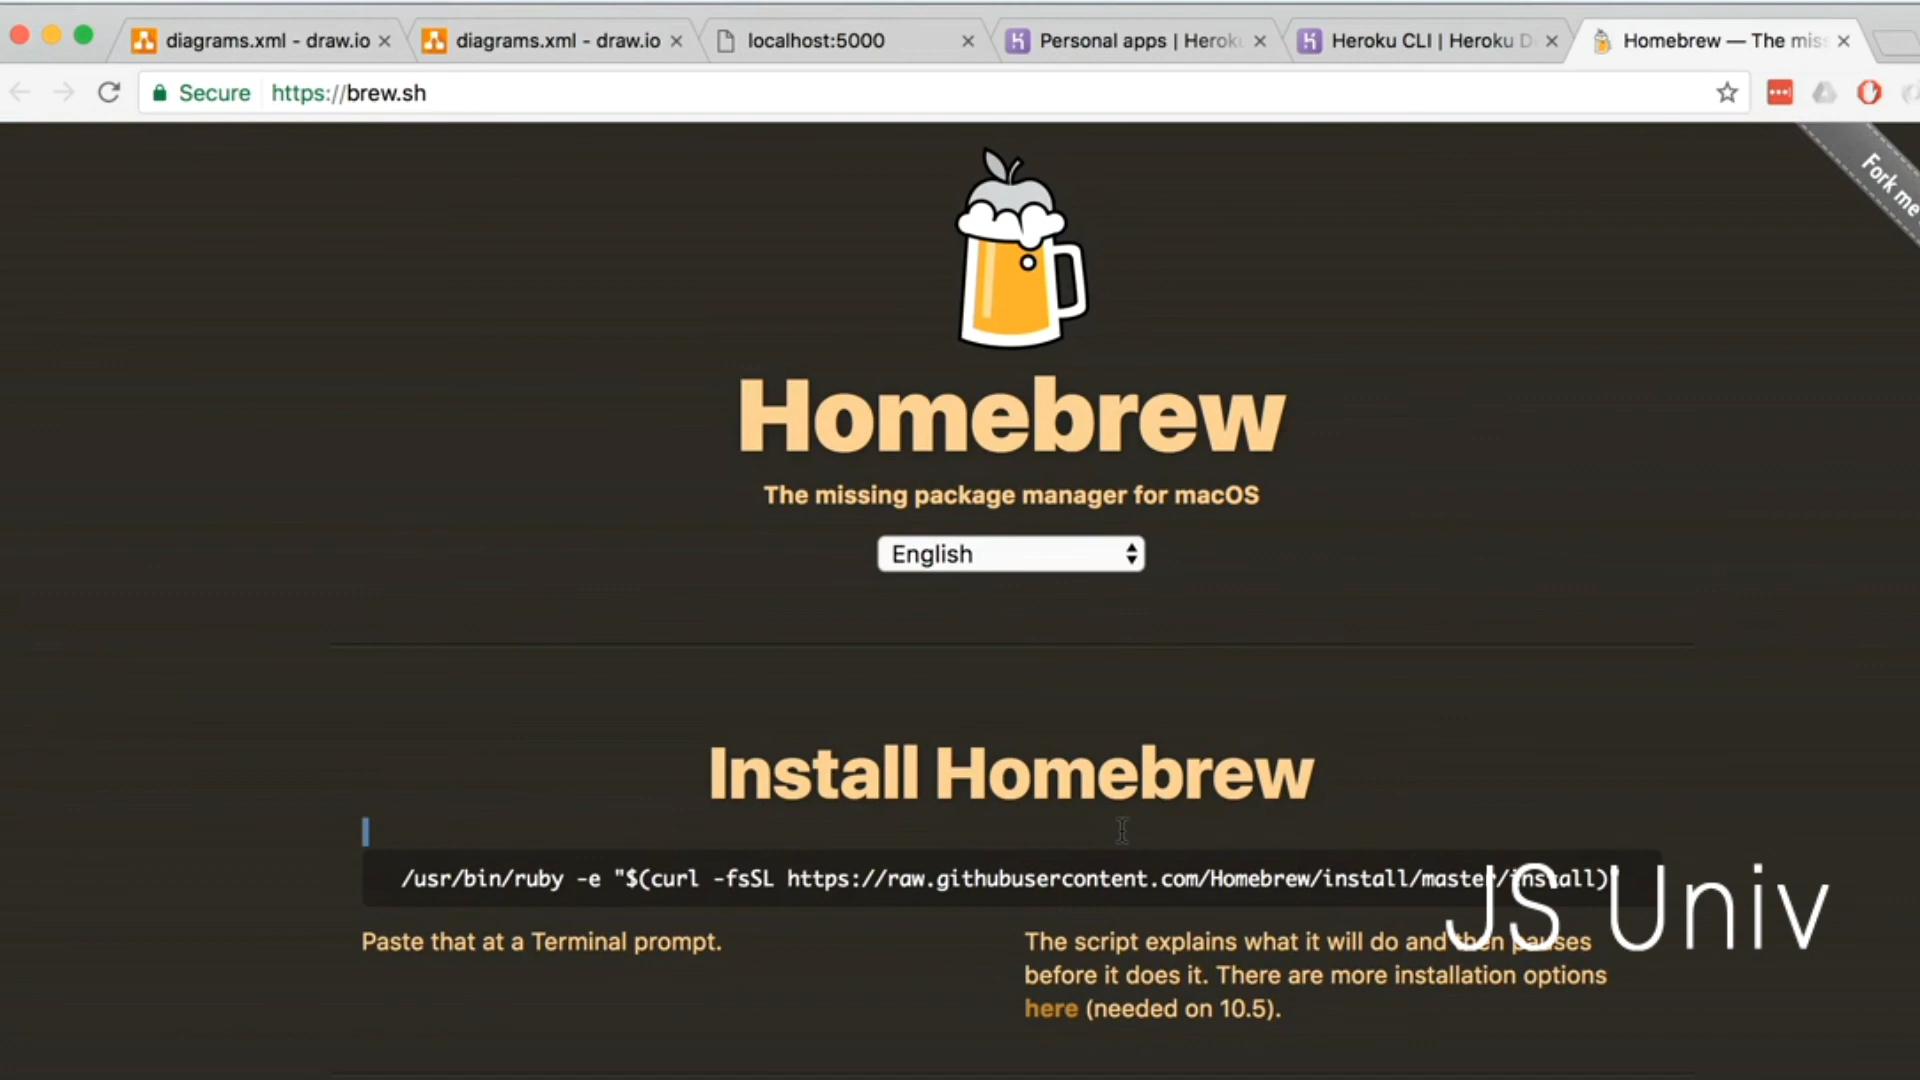 diagrams.xml - draw.io
diagrams.xml - draw.io
localhost:5000
Personal apps | Heroku
Heroku CLI | Heroku D
Homebrew — The miss
Secure
https://brew.sh
Fork me
Homebrew
The missing package manager for macOS
English
Install Homebrew
/usr/bin/ruby -e "$(curl -fsSL https://raw.githubusercontent.com/Homebrew/install/master/install)"
JS Univ
Paste that at a Terminal prompt.
The script explains what it will do and then pauses
before it does it. There are more installation options
here (needed on 10.5).